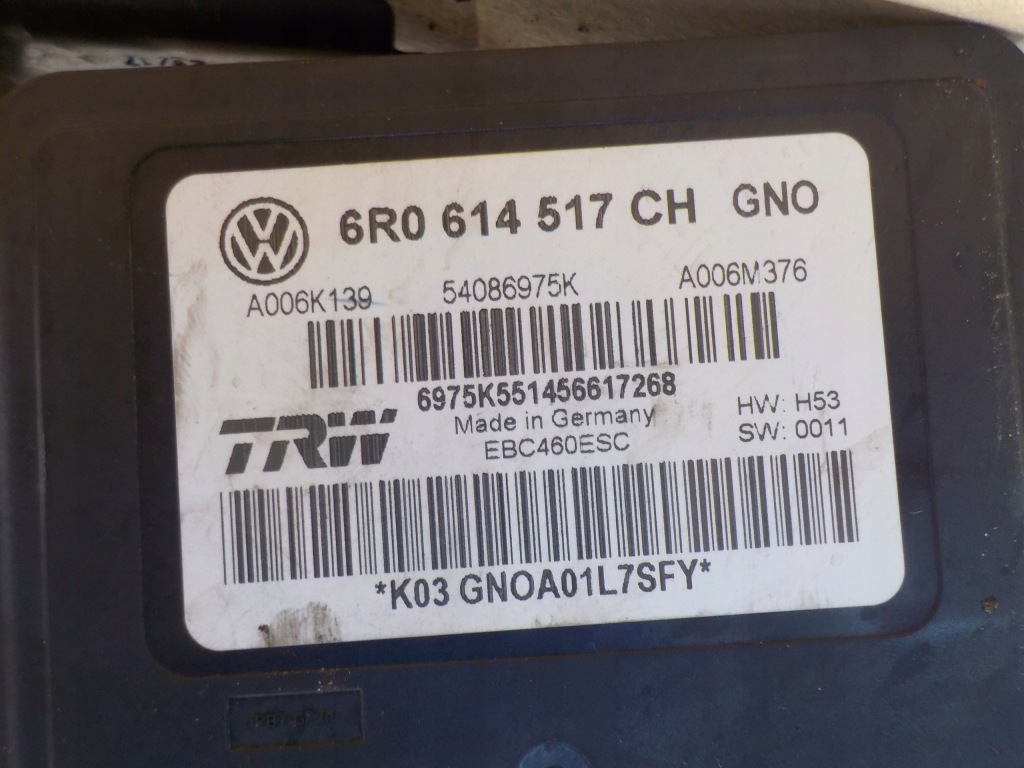 6R0 614 517 CH GNO
A006K139 54086975K A006M376
6975K551456617268
TRW Made in Germany HW: H53
EBC460ESC SW: 0011
*K03 GNOA01L7SFY*